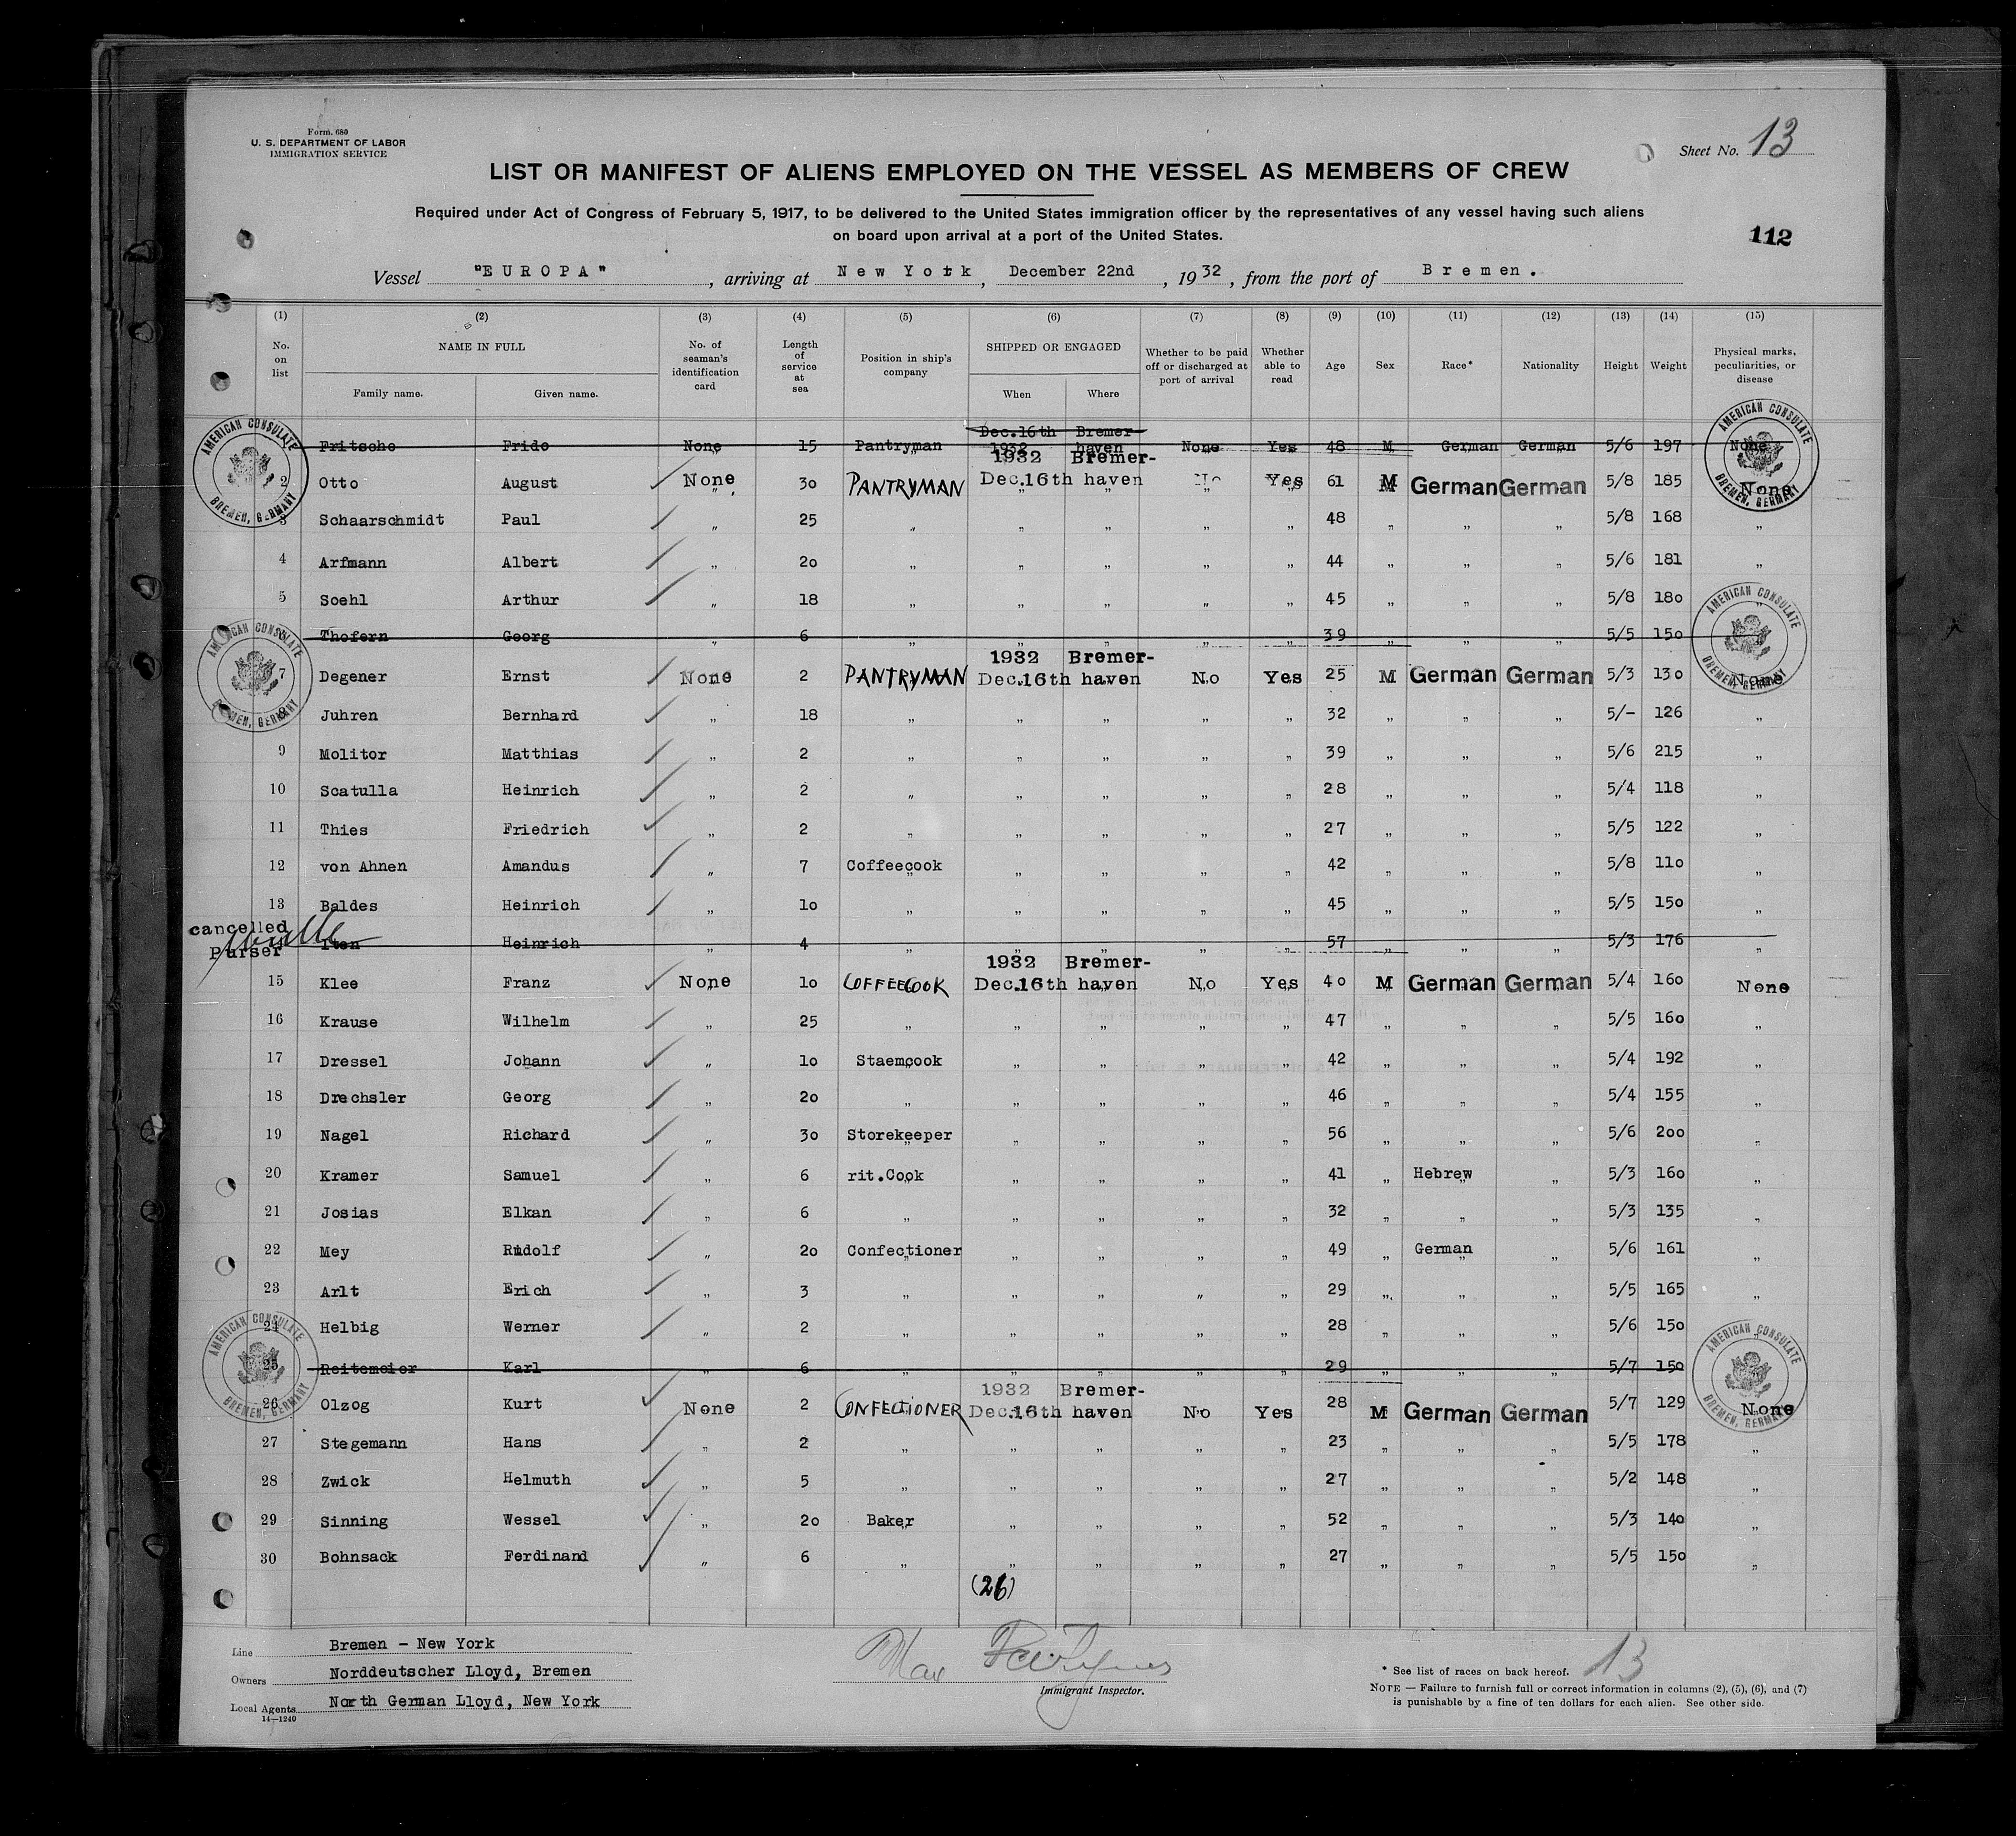 Form. 680
U. S. DEPARTMENT OF LABOR
IMMIGRATION SERVICE
Sheet No. 13
LIST OR MANIFEST OF ALIENS EMPLOYED ON THE VESSEL AS MEMBERS OF CREW
Required under Act of Congress of February 5, 1917, to be delivered to the United States immigration officer by the representatives of any vessel having such aliens
on board upon arrival at a port of the United States.
112
Vessel "EUROPA", arriving at New York, December 22nd, 1932, from the port of Bremen.
(1) (2) (3) (4) (5) (6) (7) (8) (9) (10) (11) (12) (13) (14) (15)
No. on list
NAME IN FULL
Family name. Given name.
No. of seaman's identification card
Length of service at sea
Position in ship's company
SHIPPED OR ENGAGED
When Where
Whether to be paid off or discharged at port of arrival
Whether able to read
Age
Sex
Race*
Nationality
Height
Weight
Physical marks, peculiarities, or disease
AMERICAN CONSULATE BREMEN, GERMANY
AMERICAN CONSULATE BREMEN, GERMANY
Fritsche Frido None 15 Pantryman Dec.16th 1932 Bremer-haven None Yes 48 M German German 5/6 197 None
2 Otto August None 30 PANTRYMAN 1932 Dec.16th Bremer-haven No Yes 61 M German German 5/8 185 None
3 Schaarschmidt Paul „ 25 „ „ „ „ „ 48 „ „ „ 5/8 168 „
4 Arfmann Albert „ 20 „ „ „ „ „ 44 „ „ „ 5/6 181 „
5 Soehl Arthur „ 18 „ „ „ „ „ 45 „ „ „ 5/8 180 „
AMERICAN CONSULATE BREMEN, GERMANY
AMERICAN CONSULATE BREMEN, GERMANY
6 Thofern Georg „ 6 „ „ „ „ „ 39 „ „ „ 5/5 150
7 Degener Ernst None 2 PANTRYMAN 1932 Dec.16th Bremer-haven No Yes 25 M German German 5/3 130 None
8 Juhren Bernhard „ 18 „ „ „ „ „ 32 „ „ „ 5/- 126 „
9 Molitor Matthias „ 2 „ „ „ „ „ 39 „ „ „ 5/6 215 „
10 Scatulla Heinrich „ 2 „ „ „ „ „ 28 „ „ „ 5/4 118 „
11 Thies Friedrich „ 2 „ „ „ „ „ 27 „ „ „ 5/5 122 „
12 von Ahnen Amandus „ 7 Coffeecook „ „ „ „ 42 „ „ „ 5/8 110 „
13 Baldes Heinrich „ 10 „ „ „ „ „ 45 „ „ „ 5/5 150 „
cancelled
Purser
Iten Heinrich „ 4 „ „ „ „ „ 57 „ „ „ 5/3 176 „
15 Klee Franz None 10 COFFEECOOK 1932 Dec.16th Bremer-haven No Yes 40 M German German 5/4 160 None
16 Krause Wilhelm „ 25 „ „ „ „ „ 47 „ „ „ 5/5 160 „
17 Dressel Johann „ 10 Staemcook „ „ „ „ 42 „ „ „ 5/4 192 „
18 Drechsler Georg „ 20 „ „ „ „ „ 46 „ „ „ 5/4 155 „
19 Nagel Richard „ 30 Storekeeper „ „ „ „ 56 „ „ „ 5/6 200 „
20 Kramer Samuel „ 6 rit.Cook „ „ „ „ 41 „ Hebrew „ 5/3 160 „
21 Josias Elkan „ 6 „ „ „ „ „ 32 „ „ „ 5/3 135 „
22 Mey Rudolf „ 20 Confectioner „ „ „ „ 49 „ German „ 5/6 161 „
23 Arlt Erich „ 3 „ „ „ „ „ 29 „ „ „ 5/5 165 „
24 Helbig Werner „ 2 „ „ „ „ „ 28 „ „ „ 5/6 150 „
AMERICAN CONSULATE BREMEN, GERMANY
AMERICAN CONSULATE BREMEN, GERMANY
25 Reitemeier Karl „ 6 „ „ „ „ „ 29 „ „ „ 5/7 150
26 Olzog Kurt None 2 CONFECTIONER 1932 Dec.16th Bremer-haven No Yes 28 M German German 5/7 129 None
27 Stegemann Hans „ 2 „ „ „ „ „ 23 „ „ „ 5/5 178 „
28 Zwick Helmuth „ 5 „ „ „ „ „ 27 „ „ „ 5/2 148 „
29 Sinning Wessel „ 20 Baker „ „ „ „ 52 „ „ „ 5/3 140 „
30 Bohnsack Ferdinand „ 6 „ „ „ „ „ 27 „ „ „ 5/5 150 „
(26)
Line Bremen - New York
Owners Norddeutscher Lloyd, Bremen
Local Agents North German Lloyd, New York
14-1240
Max
Immigrant Inspector.
* See list of races on back hereof. 13
NOTE — Failure to furnish full or correct information in columns (2), (5), (6), and (7)
is punishable by a fine of ten dollars for each alien. See other side.